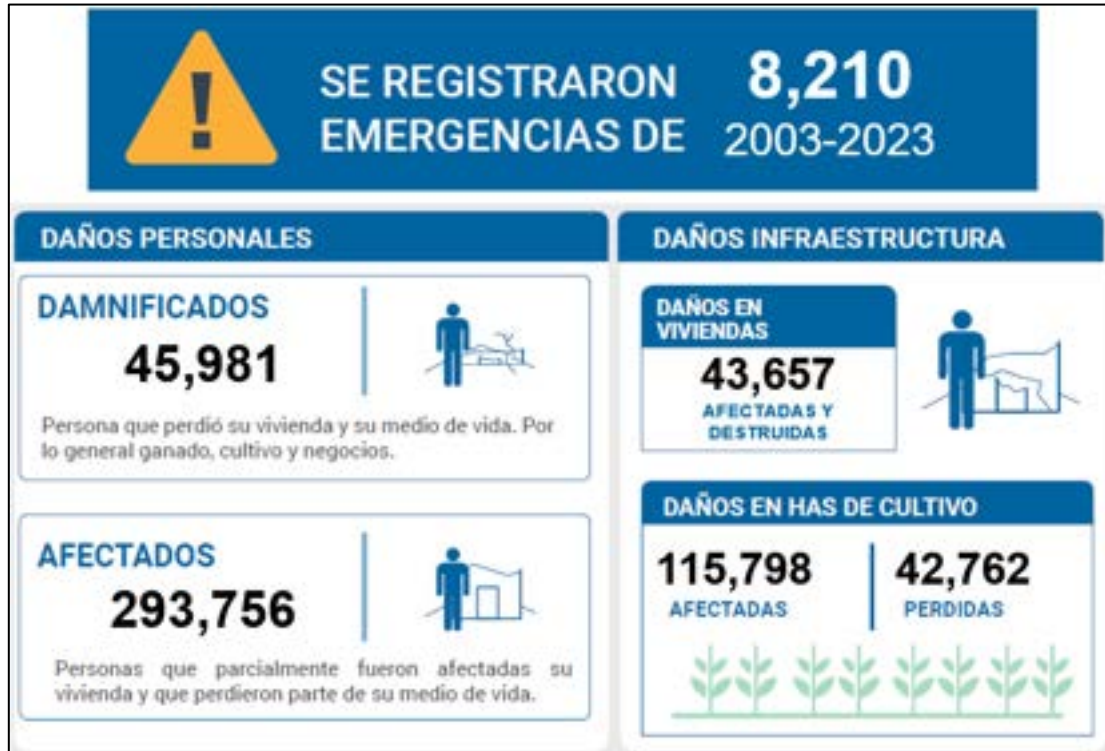 SE REGISTRARON 8,210
EMERGENCIAS DE 2003-2023
DAÑOS PERSONALES
DAMNIFICADOS
45,981
Persona que perdió su vivienda y su medio de vida. Por
lo general ganado, cultivo y negocios.
AFECTADOS
293,756
Personas que parcialmente fueron afectadas su
vivienda y que perdieron parte de su medio de vida.
DAÑOS INFRAESTRUCTURA
DAÑOS EN
VIVIENDAS
43,657
AFECTADAS Y
DESTRUIDAS
DAÑOS EN HAS DE CULTIVO
115,798
AFECTADAS
42,762
PERDIDAS